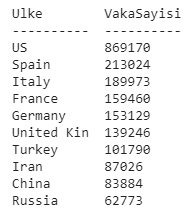 Ulke VakaSayisi
---------- ----------
US 869170
Spain 213024
Italy 189973
France 159460
Germany 153129
United Kin 139246
Turkey 101790
Iran 87026
China 83884
Russia 62773